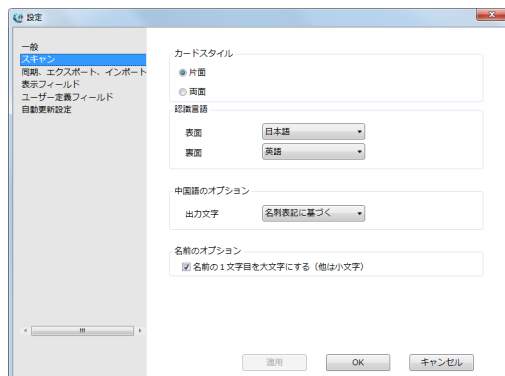 設定
一般
スキャン
同期、エクスポート、インポート
表示フィールド
ユーザー定義フィールド
自動更新設定
カードスタイル
片面
両面
認識言語
表面 日本語
裏面 英語
中国語のオプション
出力文字 名刺表記に基づく
名前のオプション
名前の1文字目を大文字にする（他は小文字）
適用 OK キャンセル